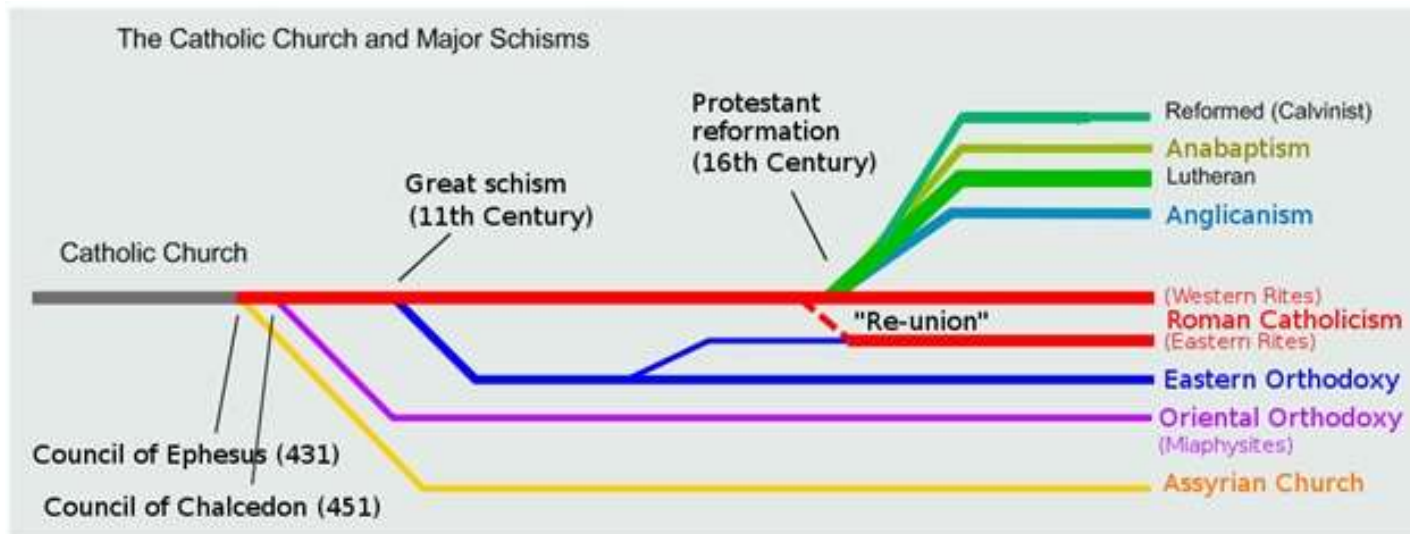 The Catholic Church and Major Schisms
Protestant
reformation
(16th Century)
Great schism
(11th Century)
Catholic Church
Reformed (Calvinist)
Anabaptism
Lutheran
Anglicanism
(Western Rites)
"Re-union"
Roman Catholicism
(Eastern Rites)
Eastern Orthodoxy
Oriental Orthodoxy
(Miaphysites)
Assyrian Church
Council of Ephesus (431)
Council of Chalcedon (451)